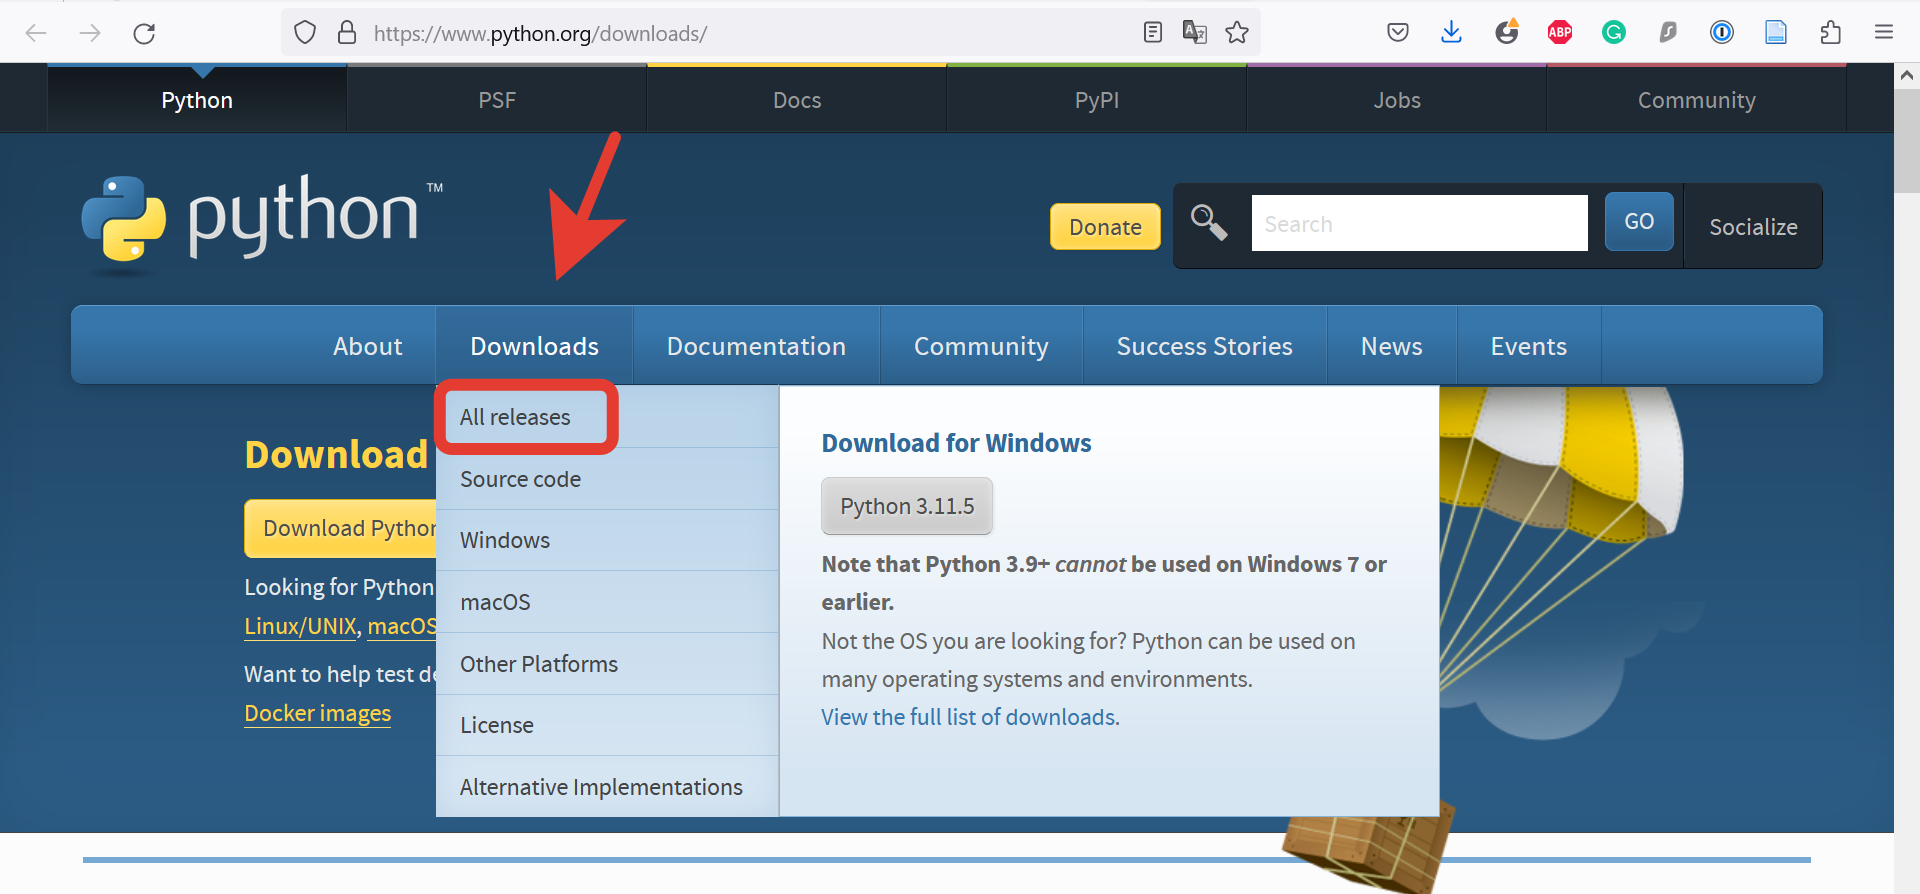 https://www.python.org/downloads/
ABP
Python
PSF
Docs
PyPI
Jobs
Community
python™
Donate
Search
GO
Socialize
About
Downloads
Documentation
Community
Success Stories
News
Events
All releases
Source code
Windows
macOS
Other Platforms
License
Alternative Implementations
Download for Windows
Python 3.11.5
Note that Python 3.9+ cannot be used on Windows 7 or
earlier.
Not the OS you are looking for? Python can be used on
many operating systems and environments.
View the full list of downloads.
Download
Download Python
Looking for Python
Linux/UNIX, macOS
Want to help test
Docker images